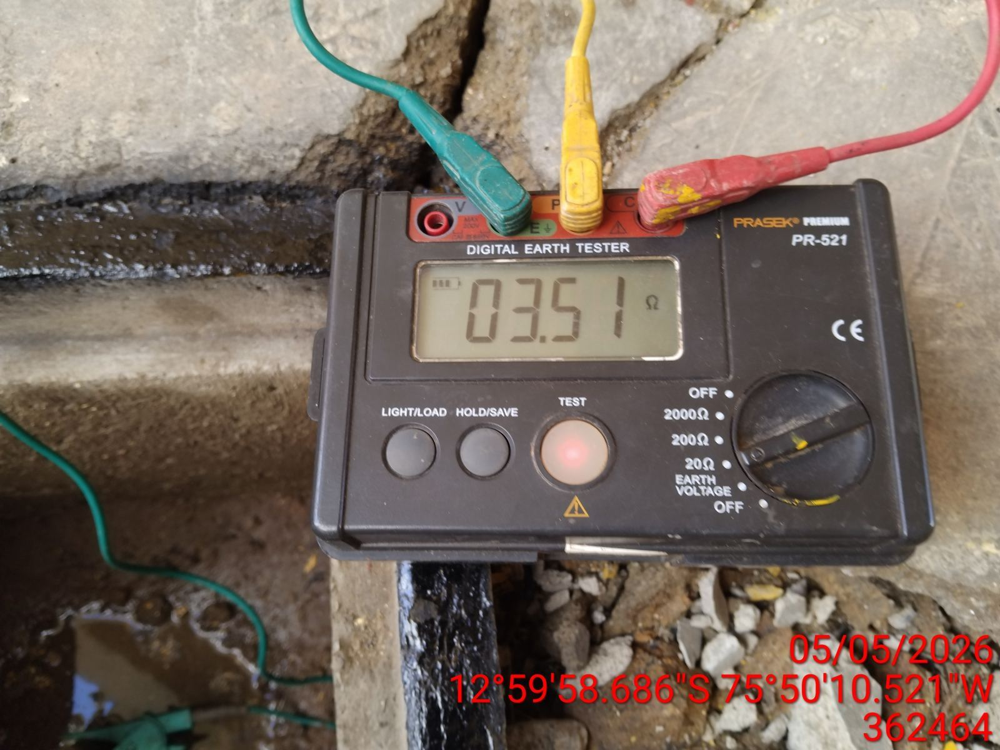 V
MAX
200V
E
P
C
PRASEK® PREMIUM
PR-521
DIGITAL EARTH TESTER
03.51 Ω
CE
LIGHT/LOAD
HOLD/SAVE
TEST
OFF
2000Ω
200Ω
20Ω
EARTH
VOLTAGE
OFF
05/05/2026
12°59'58.686"S 75°50'10.521"W
362464